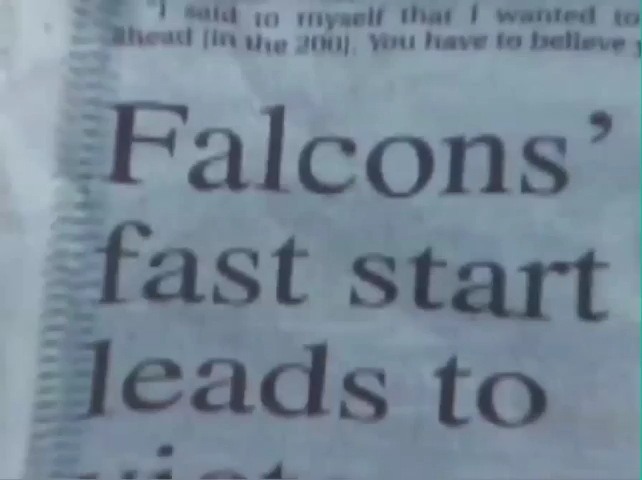 "I said to myself that I wanted to
ahead [in the 200]. You have to believe
Falcons'
fast start
leads to